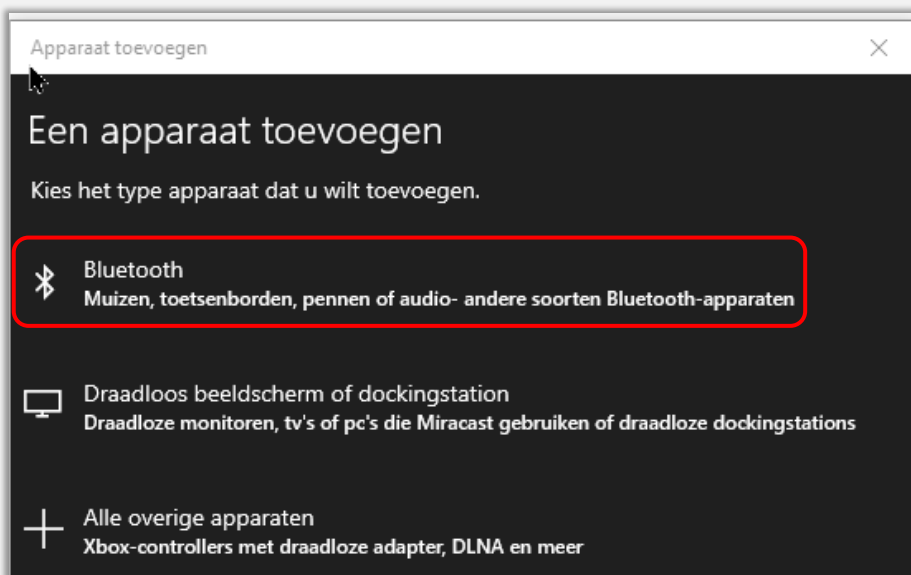 Apparaat toevoegen
Een apparaat toevoegen
Kies het type apparaat dat u wilt toevoegen.
Bluetooth
Muizen, toetsenborden, pennen of audio- andere soorten Bluetooth-apparaten
Draadloos beeldscherm of dockingstation
Draadloze monitoren, tv's of pc's die Miracast gebruiken of draadloze dockingstations
Alle overige apparaten
Xbox-controllers met draadloze adapter, DLNA en meer